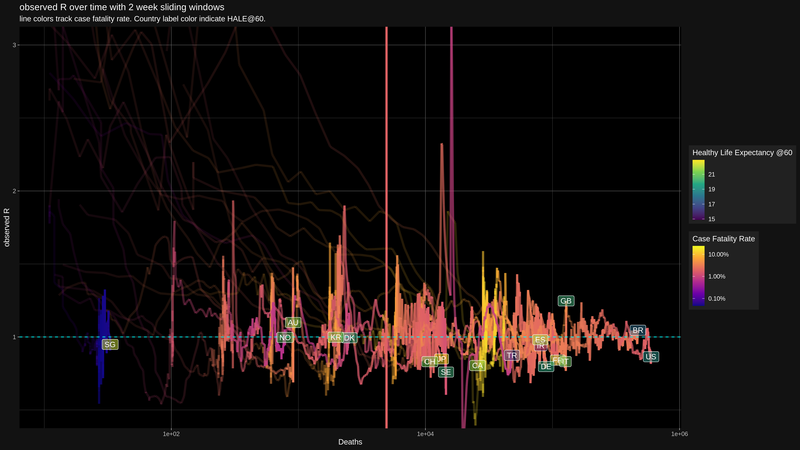 observed R over time with 2 week sliding windows
line colors track case fatality rate. Country label color indicate HALE@60.
3
2
1
observed R
GB
AU
BR
NO
KR
DK
ES
SG
TR
US
CH
JP
IT
CA
DE
SE
1e+02
1e+04
1e+06
Deaths
Healthy Life Expectancy @60
21
19
17
15
Case Fatality Rate
10.00%
1.00%
0.10%